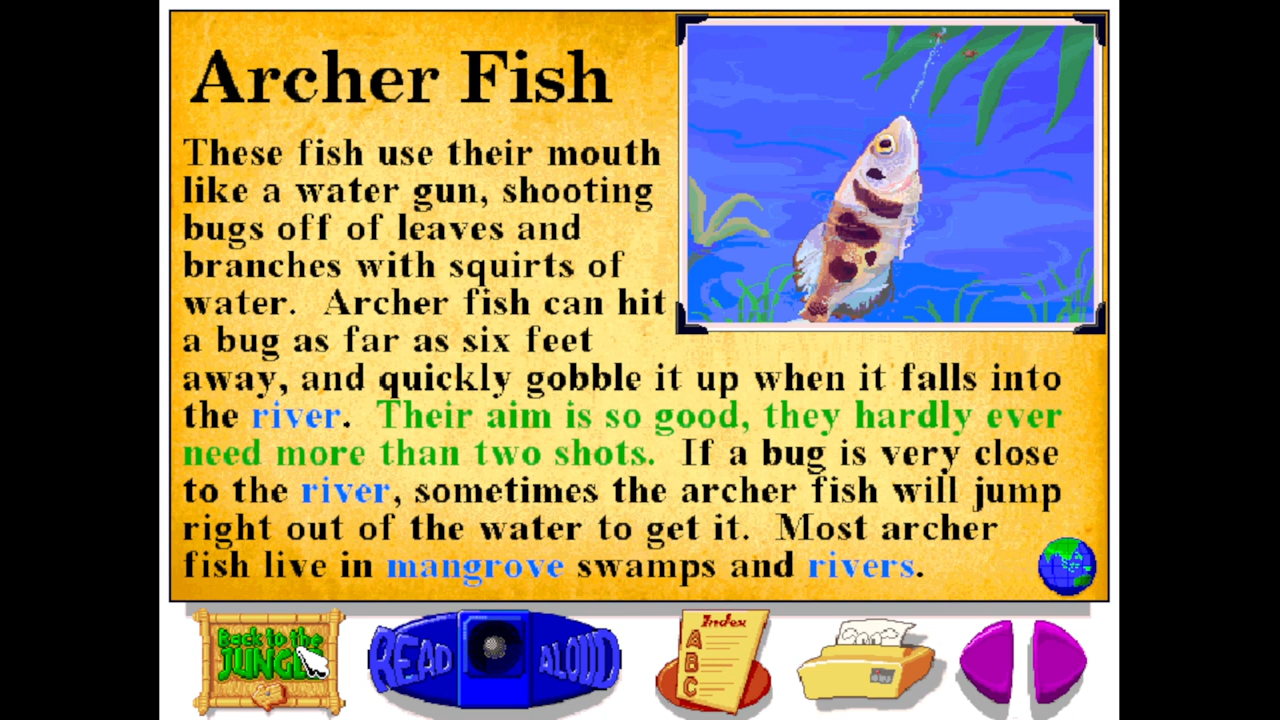 Archer Fish
These fish use their mouth
like a water gun, shooting
bugs off of leaves and
branches with squirts of
water.  Archer fish can hit
a bug as far as six feet
away, and quickly gobble it up when it falls into
the river.  Their aim is so good, they hardly ever
need more than two shots.  If a bug is very close
to the river, sometimes the archer fish will jump
right out of the water to get it.  Most archer
fish live in mangrove swamps and rivers.
Back to the
JUNGLE
READ ALOUD
Index
A
B
C